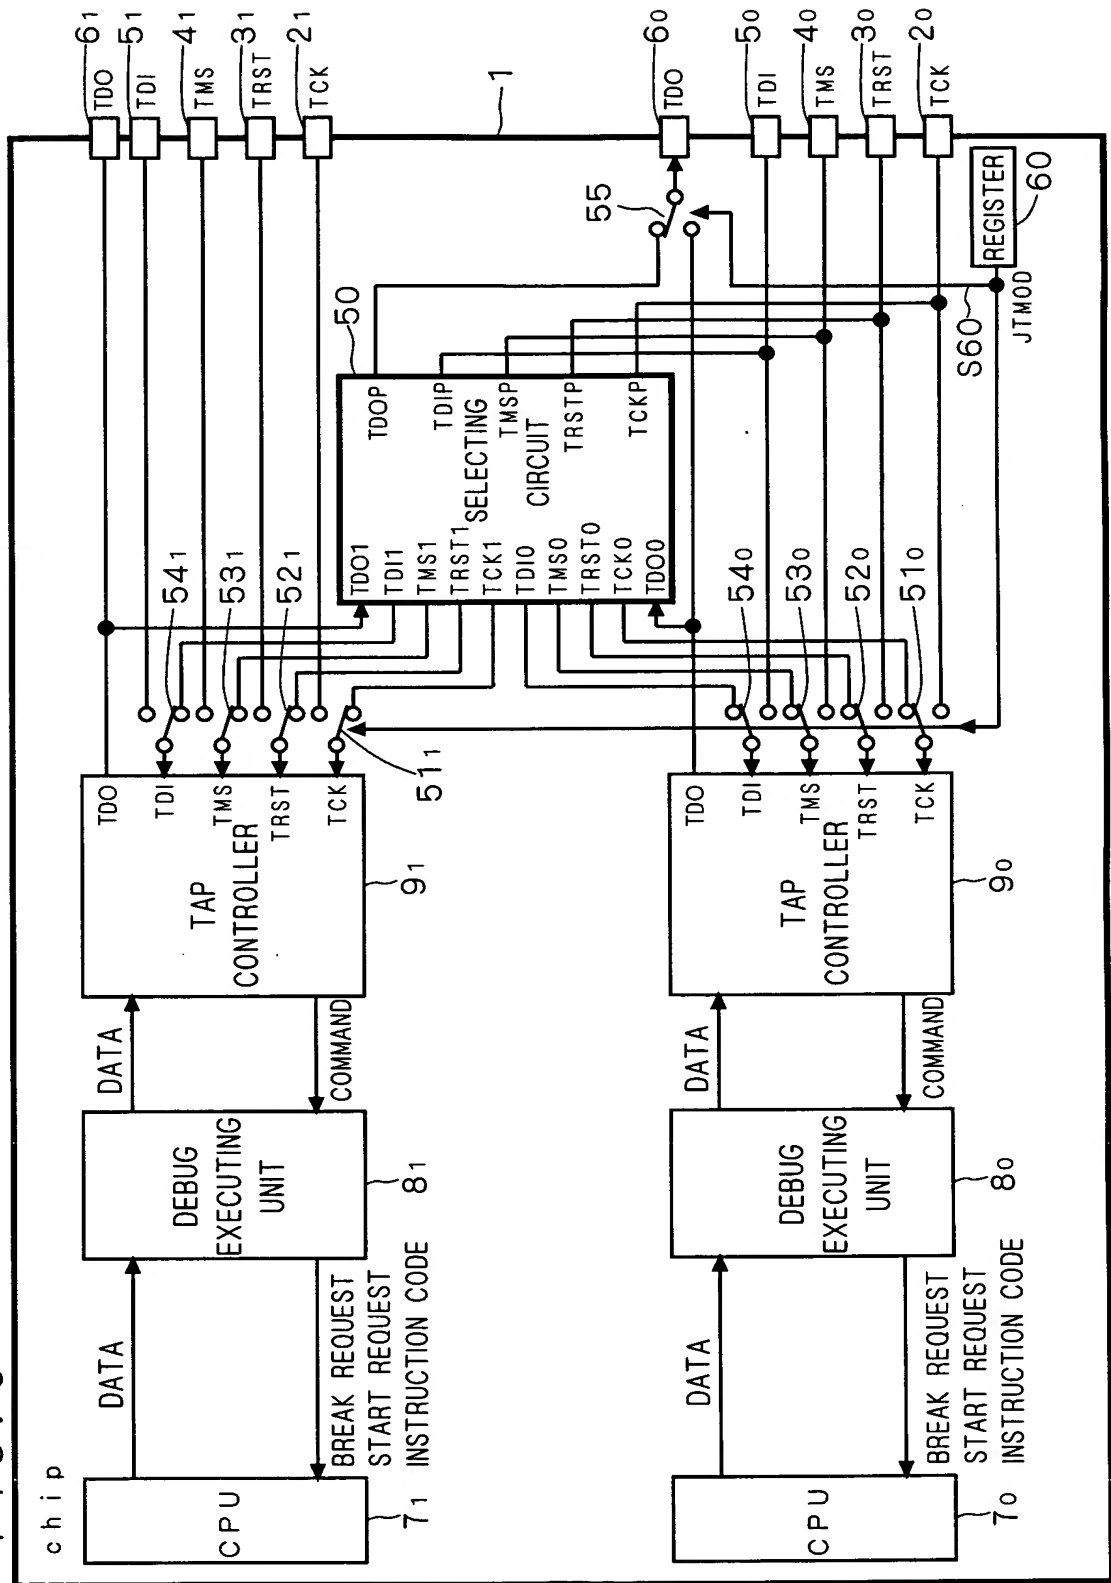 chip
CPU
71
DATA
BREAK REQUEST
START REQUEST
INSTRUCTION CODE
DEBUG
EXECUTING
UNIT
81
DATA
COMMAND
TAP
CONTROLLER
TDO
TDI
TMS
TRST
TCK
91
541
531
521
511
61
TDO
51
TDI
41
TMS
31
TRST
21
TCK
1
50
SELECTING
CIRCUIT
TDO1
TDI1
TMS1
TRST1
TCK1
TDI0
TMS0
TRST0
TCK0
TDO0
TDOP
TDIP
TMSP
TRSTP
TCKP
55
CPU
70
DATA
BREAK REQUEST
START REQUEST
INSTRUCTION CODE
DEBUG
EXECUTING
UNIT
80
DATA
COMMAND
TAP
CONTROLLER
TDO
TDI
TMS
TRST
TCK
90
540
530
520
510
60
TDO
50
TDI
40
TMS
30
TRST
20
TCK
REGISTER
60
S60
JTMOD